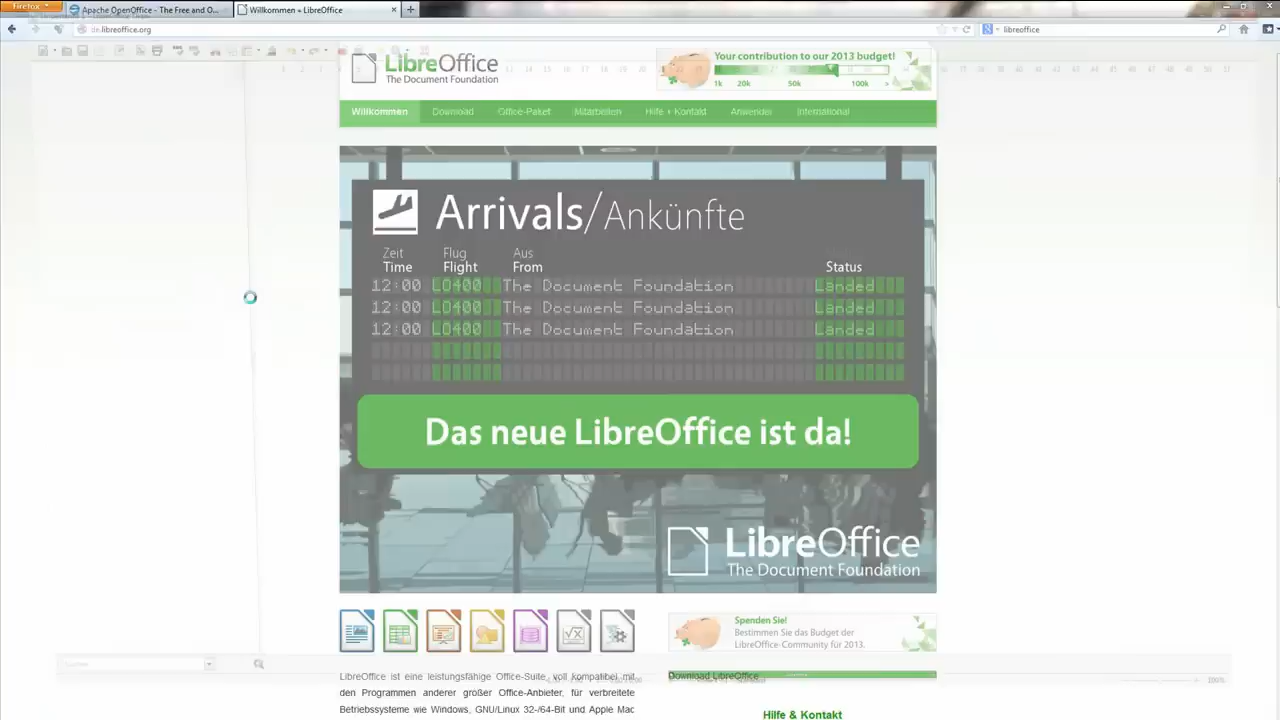 Firefox
Apache OpenOffice - The Free and O...
Willkommen » LibreOffice
de.libreoffice.org
libreoffice
LibreOffice
The Document Foundation
Your contribution to our 2013 budget!
1k 20k 50k 100k >
Willkommen Download Office-Paket Mitarbeiten Hilfe + Kontakt Anwender International
Arrivals/Ankünfte
Zeit Flug Aus
Time Flight From Status
12:00 LO400 The Document Foundation Landed
12:00 LO400 The Document Foundation Landed
12:00 LO400 The Document Foundation Landed
Das neue LibreOffice ist da!
LibreOffice
The Document Foundation
Spenden Sie!
Bestimmen Sie das Budget der
LibreOffice-Community für 2013.
Suchen
Download LibreOffice
100%
LibreOffice ist eine leistungsfähige Office-Suite, voll kompatibel mit
den Programmen anderer großer Office-Anbieter, für verbreitete
Betriebssysteme wie Windows, GNU/Linux 32-/64-Bit und Apple Mac
Hilfe & Kontakt